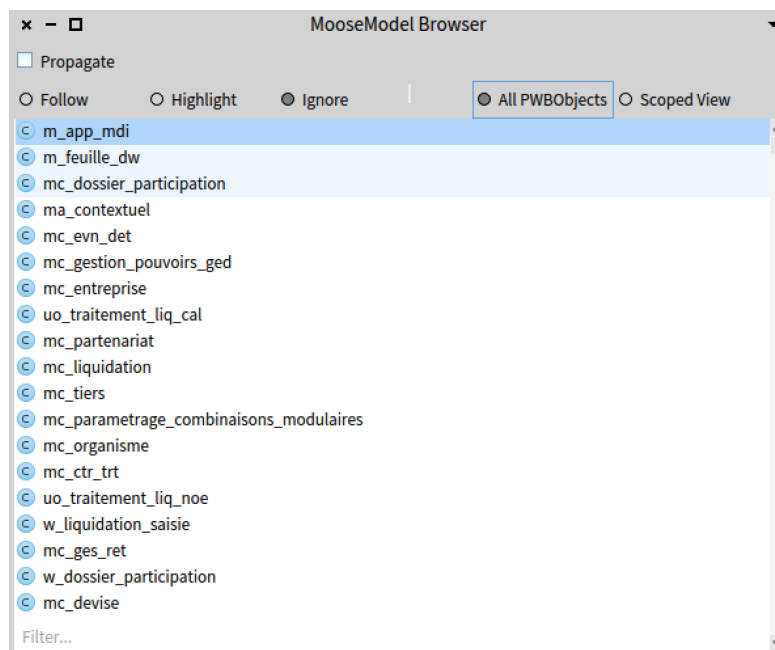 MooseModel Browser
Propagate
Follow Highlight Ignore All PWBObjects Scoped View
C m_app_mdi
C m_feuille_dw
C mc_dossier_participation
C ma_contextuel
C mc_evn_det
C mc_gestion_pouvoirs_ged
C mc_entreprise
C uo_traitement_liq_cal
C mc_partenariat
C mc_liquidation
C mc_tiers
C mc_parametrage_combinaisons_modulaires
C mc_organisme
C mc_ctr_trt
C uo_traitement_liq_noe
C w_liquidation_saisie
C mc_ges_ret
C w_dossier_participation
C mc_devise
Filter...